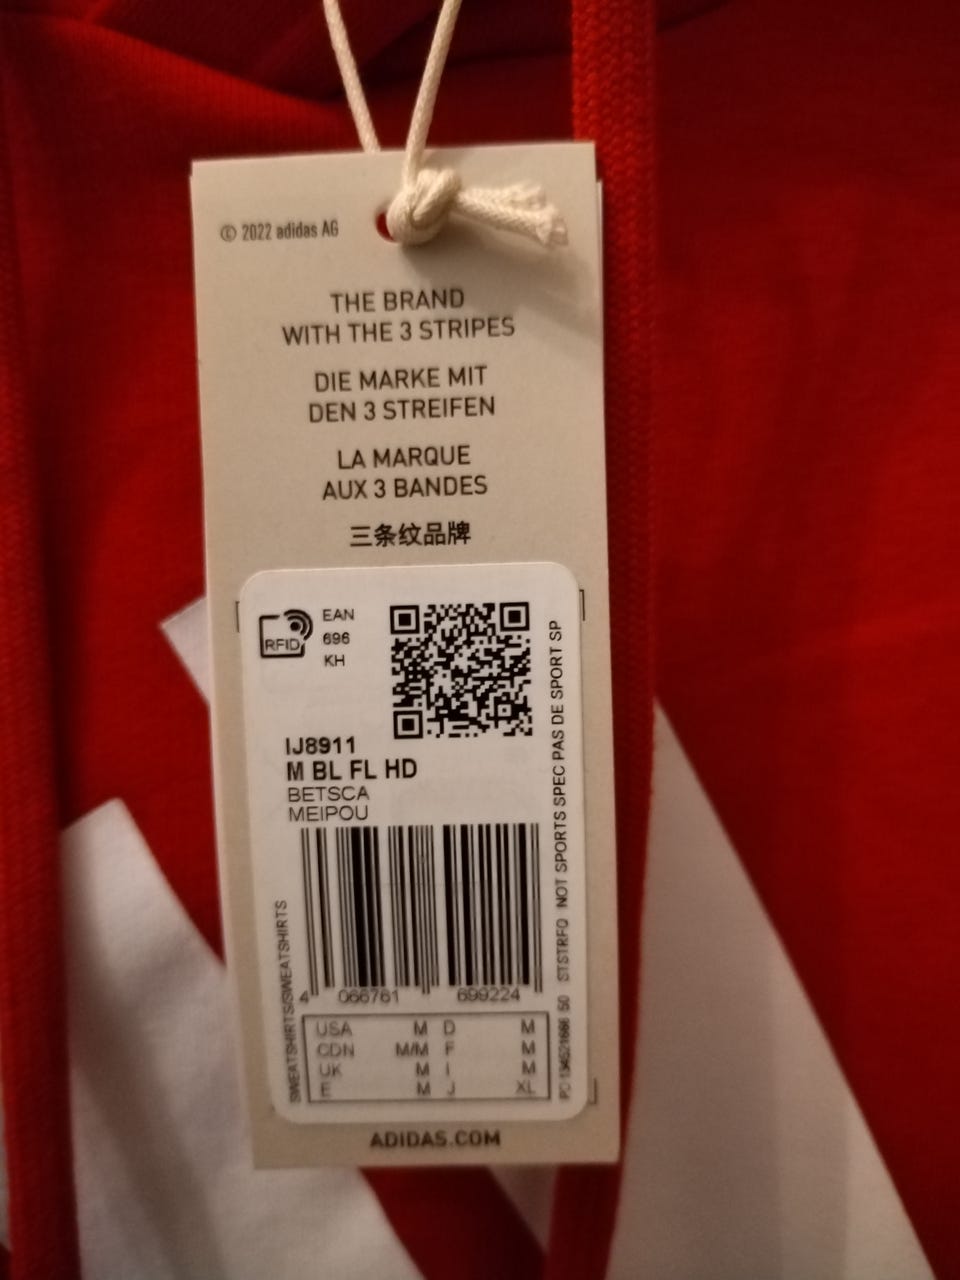 © 2022 adidas AG
THE BRAND
WITH THE 3 STRIPES
DIE MARKE MIT
DEN 3 STREIFEN
LA MARQUE
AUX 3 BANDES
三条纹品牌
RFID
EAN
696
KH
IJ8911
M BL FL HD
BETSCA
MEIPOU
SWEATSHIRTS/SWEATSHIRTS
STSTRFQ NOT SPORTS SPEC PAS DE SPORT SP
4 066761 699224
USA M D M
CDN M/M F M
UK M I M
E M J XL
ADIDAS.COM